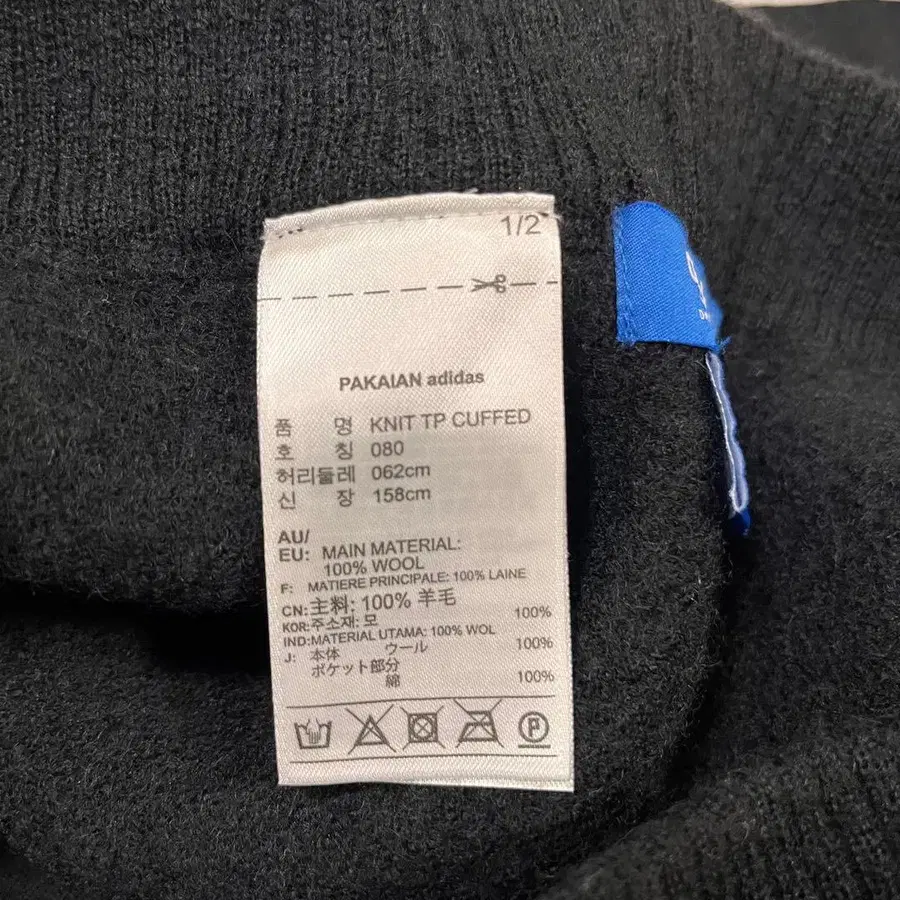 1/2
PAKAIAN adidas
품 명 KNIT TP CUFFED
호 칭 080
허리둘레 062cm
신 장 158cm
AU/
EU: MAIN MATERIAL:
100% WOOL
F: MATIERE PRINCIPALE: 100% LAINE
CN: 主料: 100% 羊毛
KOR: 주소재: 모 100%
IND: MATERIAL UTAMA: 100% WOL
J: 本体 ウール 100%
ポケット部分
綿 100%
P